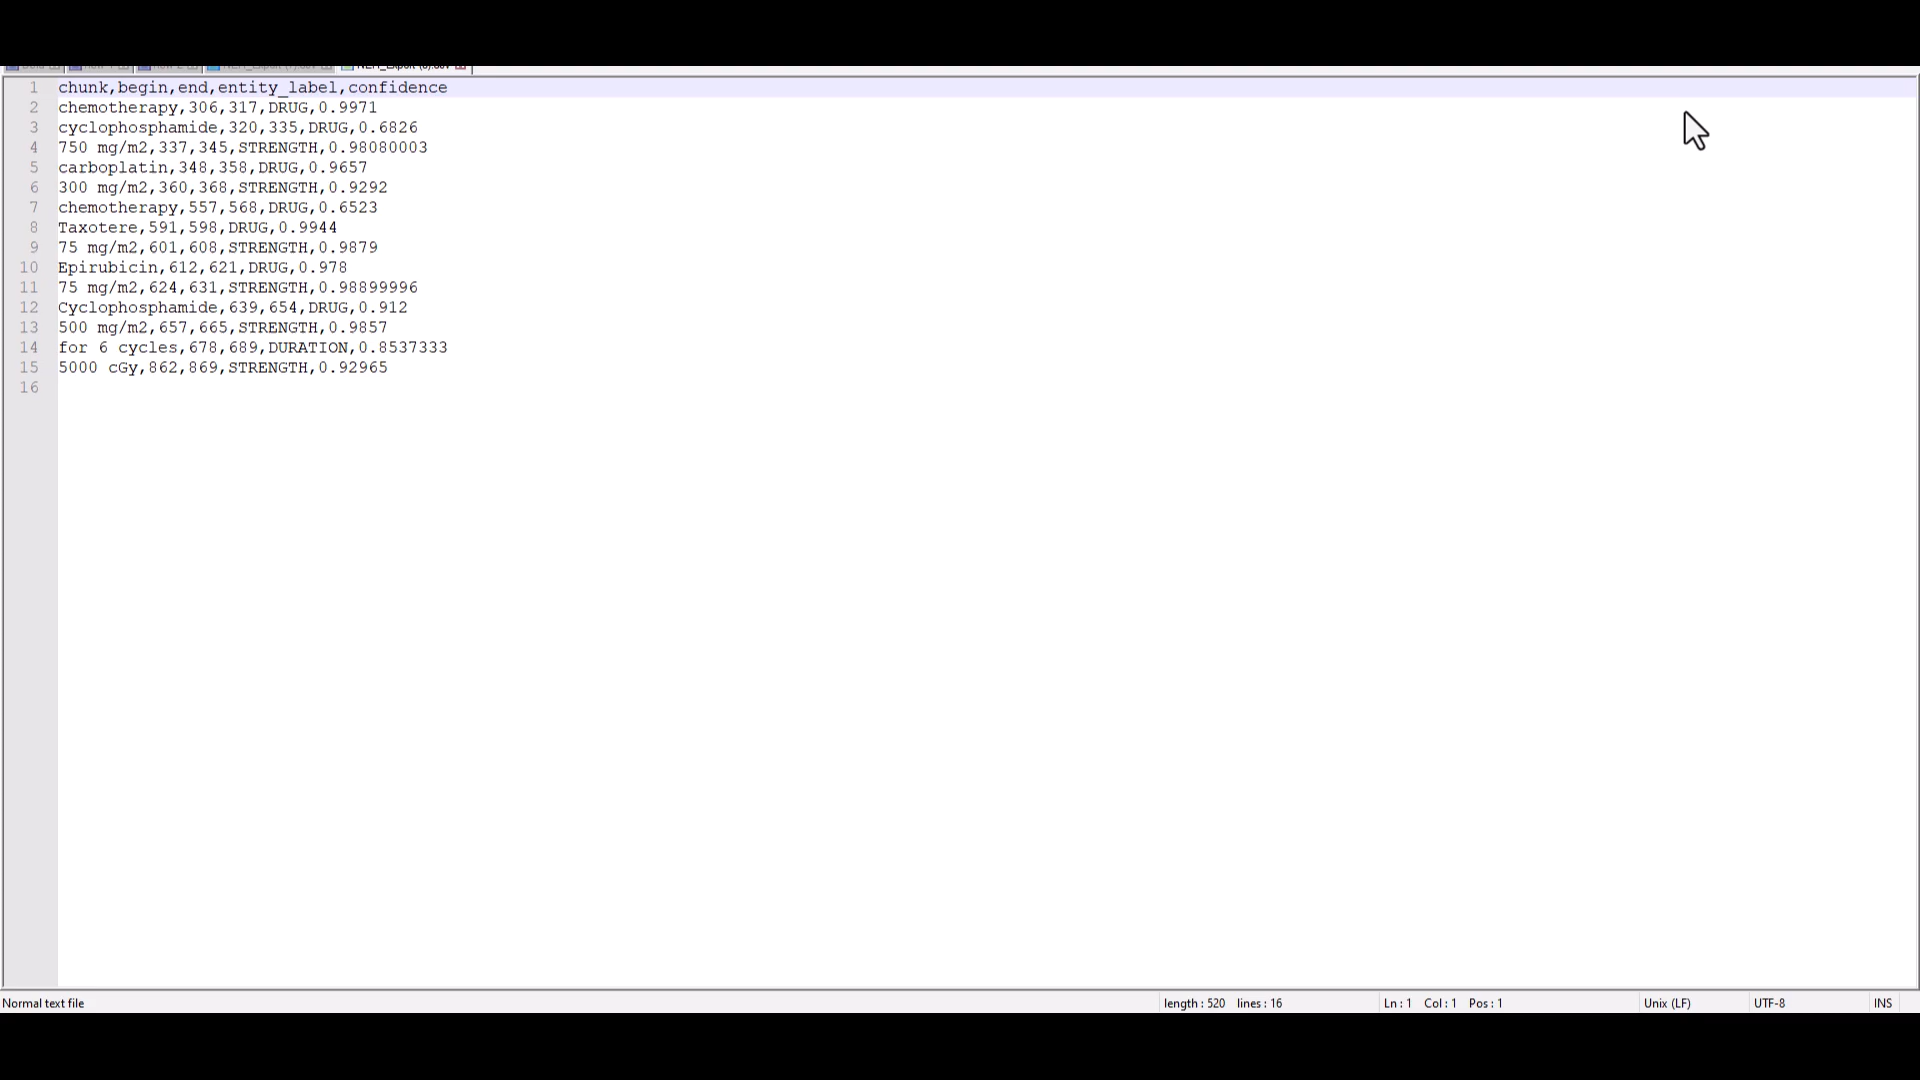 1 chunk,begin,end,entity_label,confidence
2 chemotherapy,306,317,DRUG,0.9971
3 cyclophosphamide,320,335,DRUG,0.6826
4 750 mg/m2,337,345,STRENGTH,0.98080003
5 carboplatin,348,358,DRUG,0.9657
6 300 mg/m2,360,368,STRENGTH,0.9292
7 chemotherapy,557,568,DRUG,0.6523
8 Taxotere,591,598,DRUG,0.9944
9 75 mg/m2,601,608,STRENGTH,0.9879
10 Epirubicin,612,621,DRUG,0.978
11 75 mg/m2,624,631,STRENGTH,0.98899996
12 Cyclophosphamide,639,654,DRUG,0.912
13 500 mg/m2,657,665,STRENGTH,0.9857
14 for 6 cycles,678,689,DURATION,0.8537333
15 5000 cGy,862,869,STRENGTH,0.92965
16
Normal text file length : 520 lines : 16 Ln : 1 Col : 1 Pos : 1 Unix (LF) UTF-8 INS